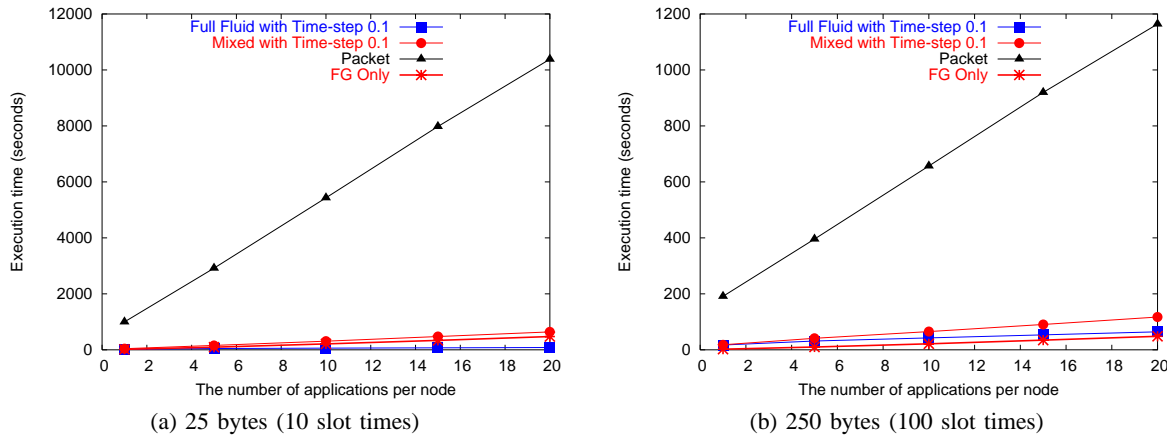 12000
10000
8000
6000
4000
2000
0
0 2 4 6 8 10 12 14 16 18 20
Execution time (seconds)
The number of applications per node
Full Fluid with Time-step 0.1
Mixed with Time-step 0.1
Packet
FG Only
(a) 25 bytes (10 slot times)
1200
1000
800
600
400
200
0
0 2 4 6 8 10 12 14 16 18 20
Execution time (seconds)
The number of applications per node
Full Fluid with Time-step 0.1
Mixed with Time-step 0.1
Packet
FG Only
(b) 250 bytes (100 slot times)